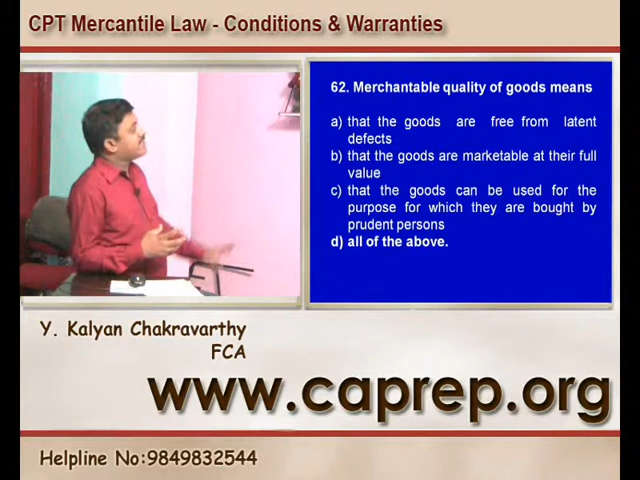 CPT Mercantile Law - Conditions & Warranties
62. Merchantable quality of goods means
a) that the goods are free from latent
defects
b) that the goods are marketable at their full
value
c) that the goods can be used for the
purpose for which they are bought by
prudent persons
d) all of the above.
Y. Kalyan Chakravarthy
FCA
www.caprep.org
Helpline No:9849832544